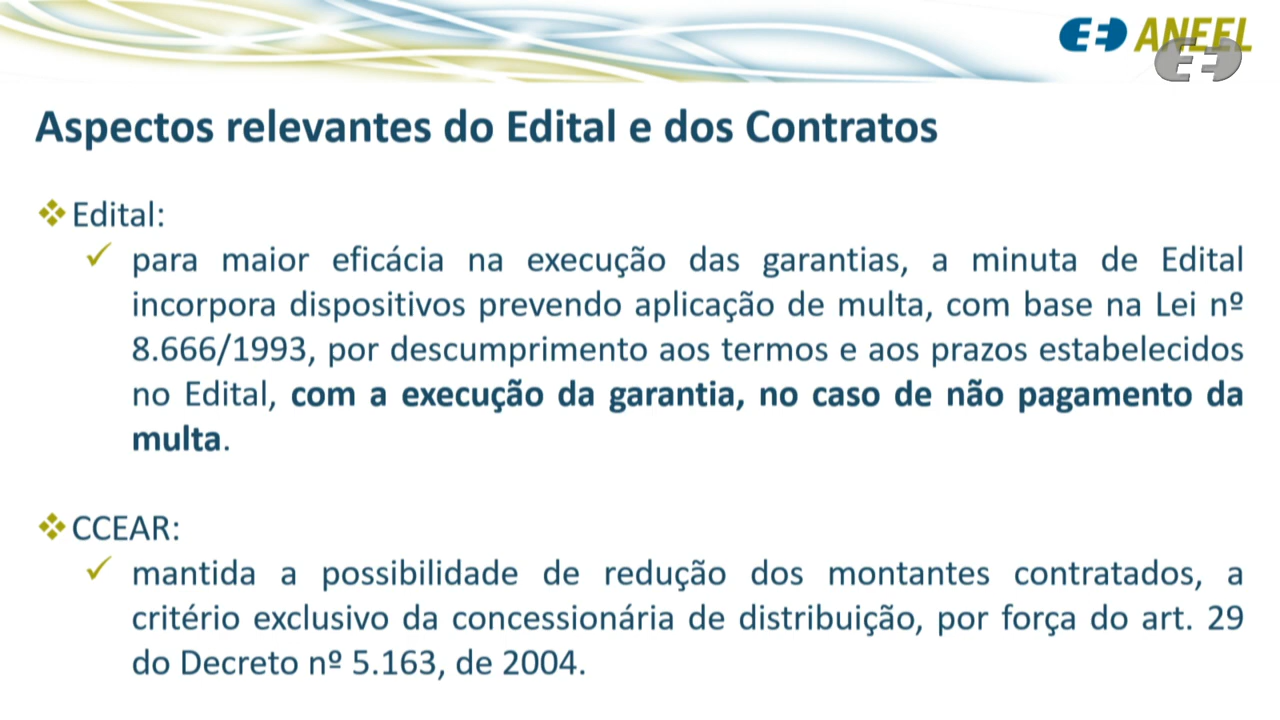 ANEEL
Aspectos relevantes do Edital e dos Contratos
Edital:
para maior eficácia na execução das garantias, a minuta de Edital
incorpora dispositivos prevendo aplicação de multa, com base na Lei nº
8.666/1993, por descumprimento aos termos e aos prazos estabelecidos
no Edital, com a execução da garantia, no caso de não pagamento da
multa.
CCEAR:
mantida a possibilidade de redução dos montantes contratados, a
critério exclusivo da concessionária de distribuição, por força do art. 29
do Decreto nº 5.163, de 2004.